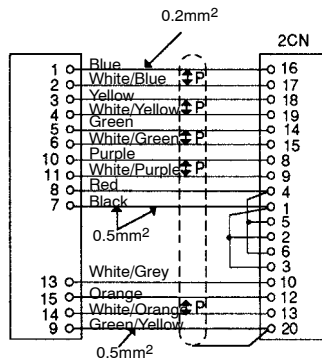 0.2mm²
2CN
1 Blue 16
2 White/Blue P 17
3 Yellow 18
4 White/Yellow P 19
5 Green 14
6 White/Green P 15
10 Purple 8
11 White/Purple P 9
8 Red 4
7 Black 1
5
0.5mm² 2
6
3
13 White/Grey 10
15 Orange 12
14 White/Orange P 13
9 Green/Yellow 20
0.5mm²